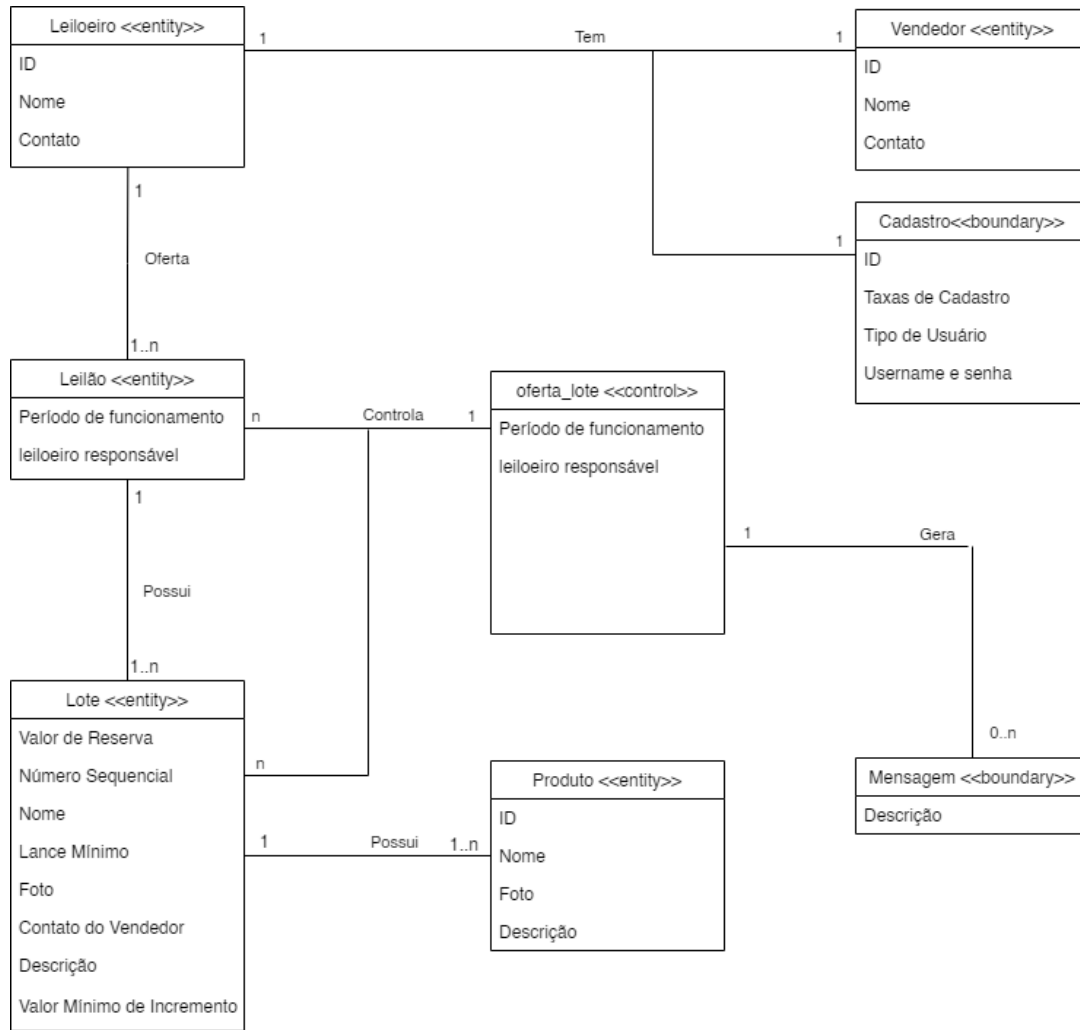 Leiloeiro <<entity>>
ID
Nome
Contato
1
Tem
1
Vendedor <<entity>>
ID
Nome
Contato
1
Oferta
1..n
1
Cadastro<<boundary>>
ID
Taxas de Cadastro
Tipo de Usuário
Username e senha
Leilão <<entity>>
Período de funcionamento
leiloeiro responsável
n
Controla
1
oferta_lote <<control>>
Período de funcionamento
leiloeiro responsável
1
Gera
0..n
1
Possui
1..n
Lote <<entity>>
Valor de Reserva
Número Sequencial
Nome
Lance Mínimo
Foto
Contato do Vendedor
Descrição
Valor Mínimo de Incremento
n
1
Possui
1..n
Produto <<entity>>
ID
Nome
Foto
Descrição
Mensagem <<boundary>>
Descrição